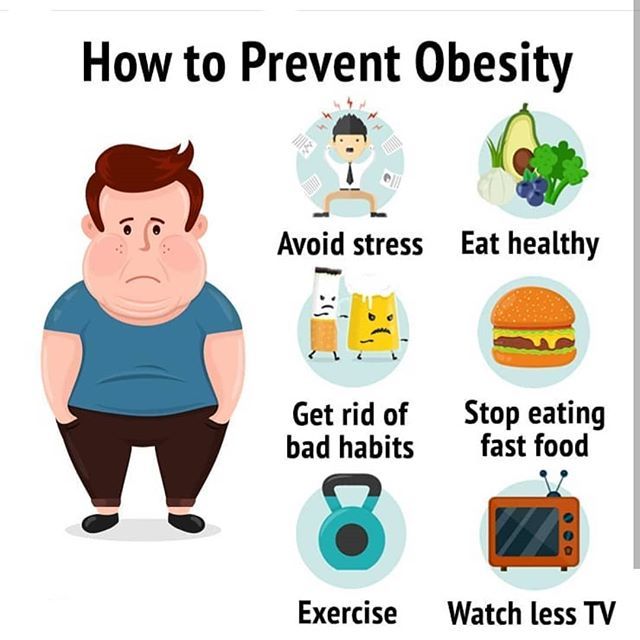 How to Prevent Obesity
Avoid stress
Eat healthy
Get rid of
bad habits
Stop eating
fast food
Exercise
Watch less TV